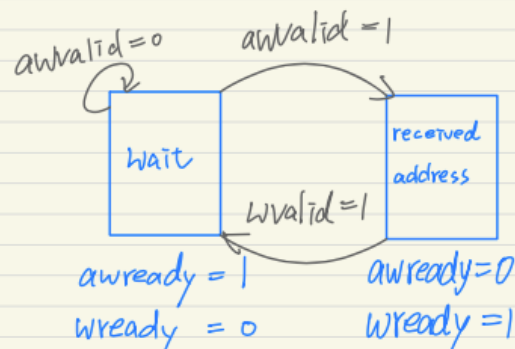 awvalid=0
awvalid=1
wait
received
address
wvalid=1
awready = 1
wready = 0
awready=0
wready=1